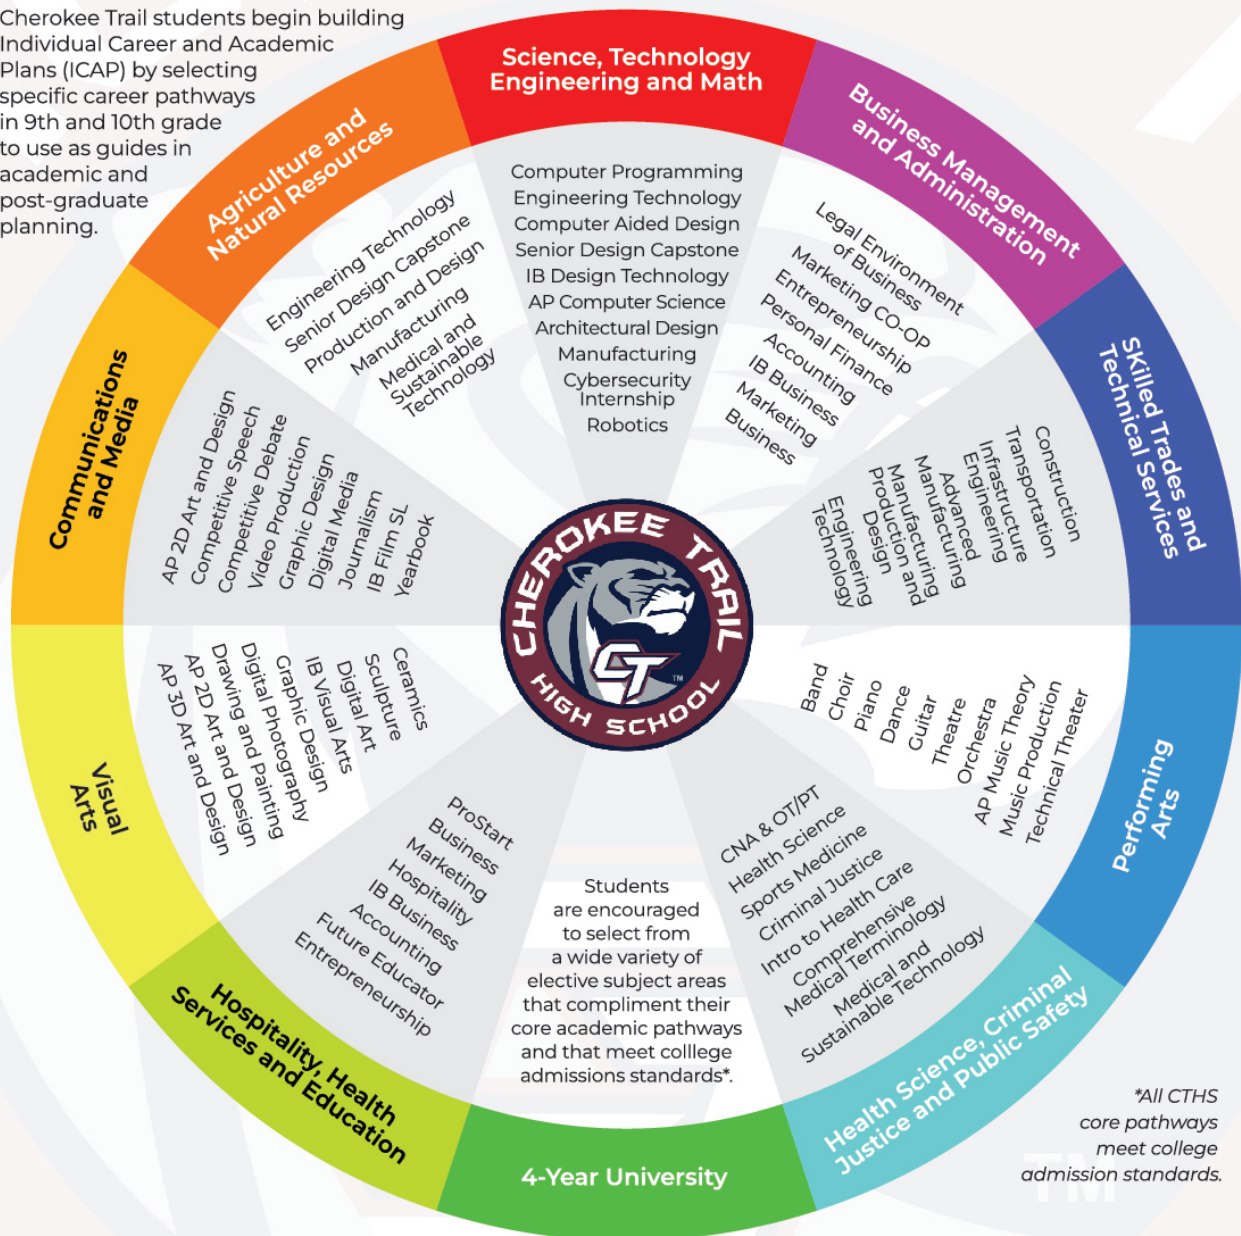 Cherokee Trail students begin building
Individual Career and Academic
Plans (ICAP) by selecting
specific career pathways
in 9th and 10th grade
to use as guides in
academic and
post-graduate
planning.
Science, Technology
Engineering and Math
Computer Programming
Engineering Technology
Computer Aided Design
Senior Design Capstone
IB Design Technology
AP Computer Science
Architectural Design
Manufacturing
Cybersecurity
Internship
Robotics
Business Management
and Administration
Legal Environment
of Business
Marketing CO-OP
Entrepreneurship
Personal Finance
Accounting
IB Business
Marketing
Business
SKilled Trades and
Technical Services
Construction
Transportation
Infrastructure
Engineering
Advanced
Manufacturing
Manufacturing
Production and
Design
Engineering
Technology
Performing
Arts
Band
Choir
Piano
Dance
Guitar
Theatre
Orchestra
AP Music Theory
Music Production
Technical Theater
Health Science, Criminal
Justice and Public Safety
CNA & OT/PT
Health Science
Sports Medicine
Criminal Justice
Intro to Health Care
Comprehensive
Medical Terminology
Medical and
Sustainable Technology
4-Year University
Students
are encouraged
to select from
a wide variety of
elective subject areas
that compliment their
core academic pathways
and that meet colllege
admissions standards*.
Hospitality, Health
Services and Education
ProStart
Business
Marketing
Hospitality
IB Business
Accounting
Future Educator
Entrepreneurship
Visual
Arts
Ceramics
Sculpture
Digital Art
IB Visual Arts
Graphic Design
Digital Photography
Drawing and Painting
AP 2D Art and Design
AP 3D Art and Design
Communications
and Media
AP 2D Art and Design
Competitive Speech
Competitive Debate
Video Production
Graphic Design
Digital Media
Journalism
IB Film SL
Yearbook
Agriculture and
Natural Resources
Engineering Technology
Senior Design Capstone
Production and Design
Manufacturing
Medical and
Sustainable
Technology
CHEROKEE TRAIL
CT
TM
HIGH SCHOOL
*All CTHS
core pathways
meet college
admission standards.
TM